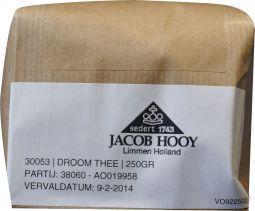 sedert 1743
JACOB HOOY
Limmen Holland
30053 | DROOM THEE | 250GR
PARTIJ: 38060 - AO019958
VERVALDATUM: 9-2-2014